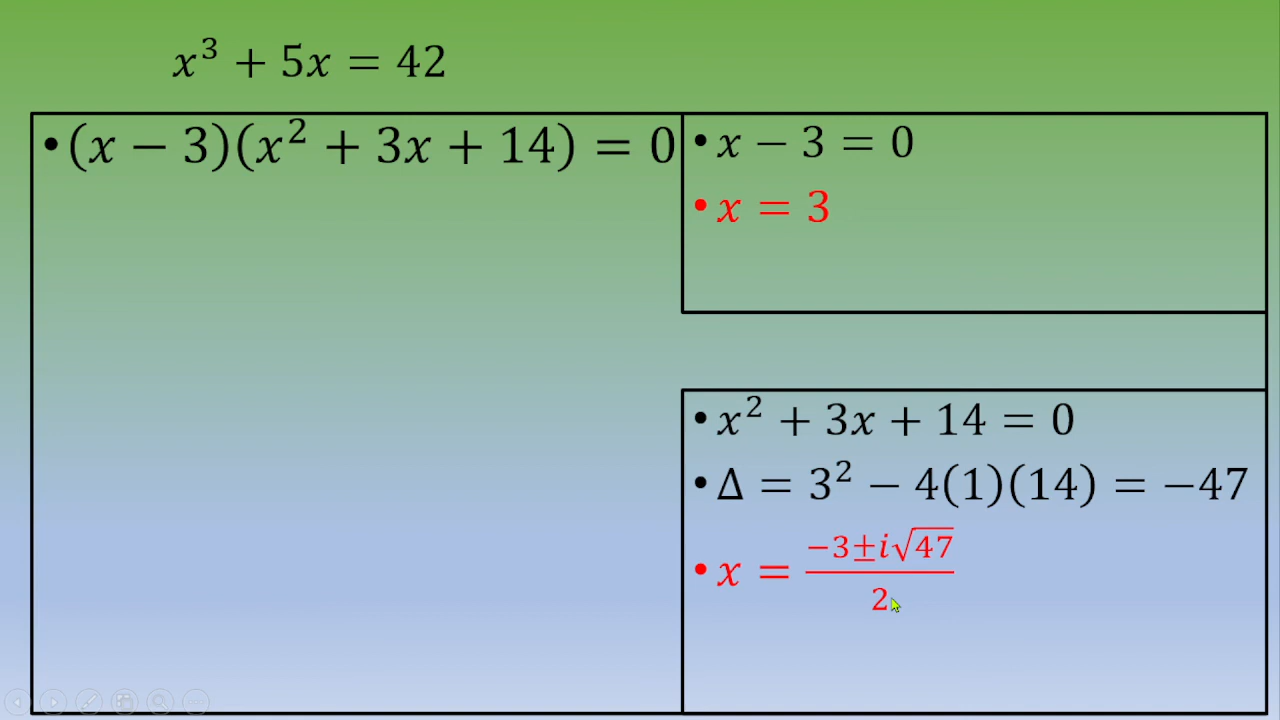 x³ + 5x = 42
• (x − 3)(x² + 3x + 14) = 0
• x − 3 = 0
• x = 3
• x² + 3x + 14 = 0
• Δ = 3² − 4(1)(14) = −47
• x = \frac{−3±i√47}{2}